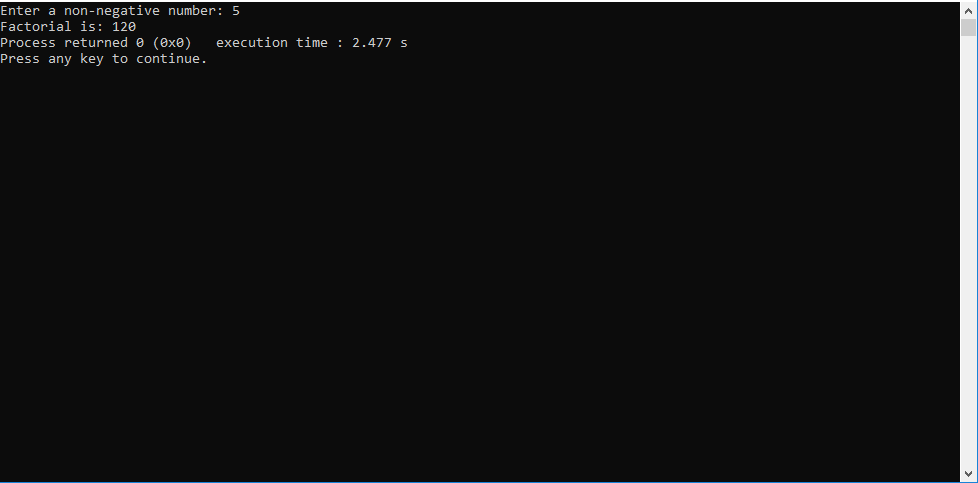 Enter a non-negative number: 5
Factorial is: 120
Process returned 0 (0x0)   execution time : 2.477 s
Press any key to continue.